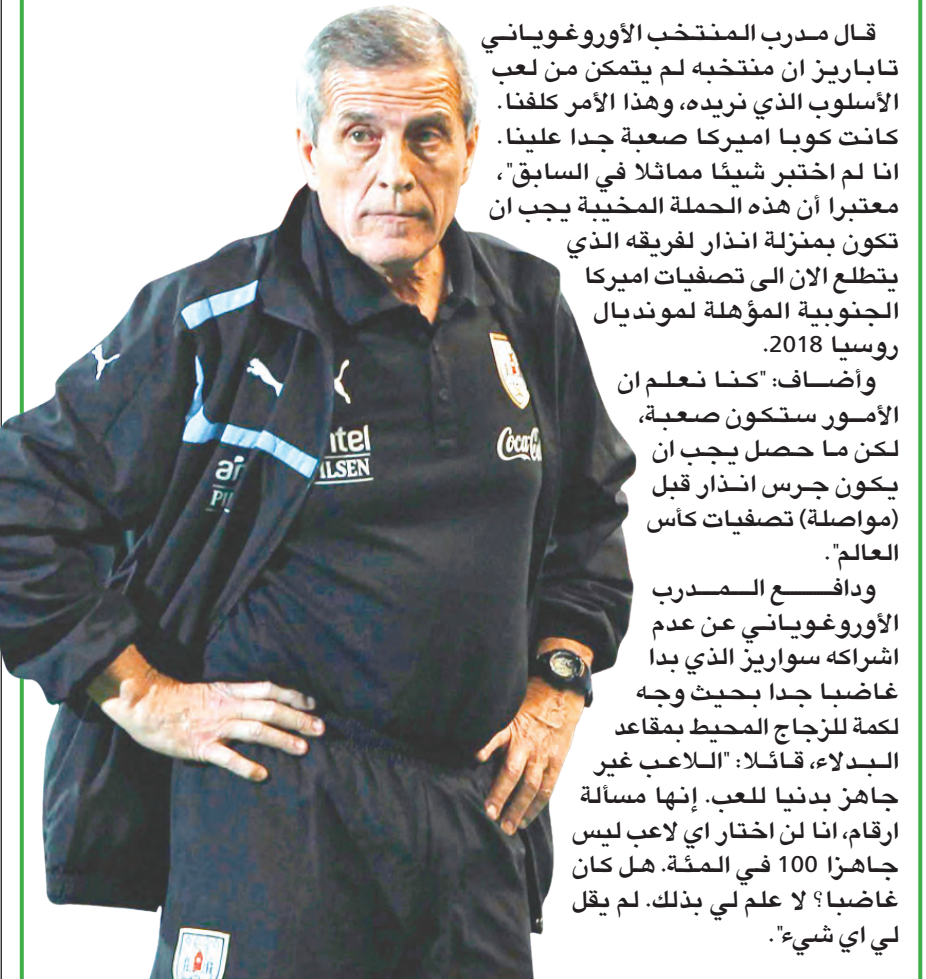 قال مدرب المنتخب الأوروغوياني
تاباريز ان منتخبه لم يتمكن من لعب
الأسلوب الذي نريده، وهذا الأمر كلفنا.
كانت كوبا اميركا صعبة جدا علينا.
انا لم اختبر شيئا مماثلا في السابق"،
معتبرا أن هذه الحملة المخيبة يجب ان
تكون بمنزلة انذار لفريقه الذي
يتطلع الان الى تصفيات اميركا
الجنوبية المؤهلة لمونديال
روسيا 2018.
وأضاف: "كنا نعلم ان
الأمور ستكون صعبة،
لكن ما حصل يجب ان
يكون جرس انذار قبل
(مواصلة) تصفيات كأس
العالم".
ودافع المدرب
الأوروغوياني عن عدم
اشراكه سواريز الذي بدا
غاضبا جدا بحيث وجه
لكمة للزجاج المحيط بمقاعد
البدلاء، قائلا: "اللاعب غير
جاهز بدنيا للعب. إنها مسألة
ارقام، انا لن اختار اي لاعب ليس
جاهزا 100 في المئة. هل كان
غاضبا؟ لا علم لي بذلك. لم يقل
لي اي شيء".
ntel
ILSEN
an
PI
Coca-C